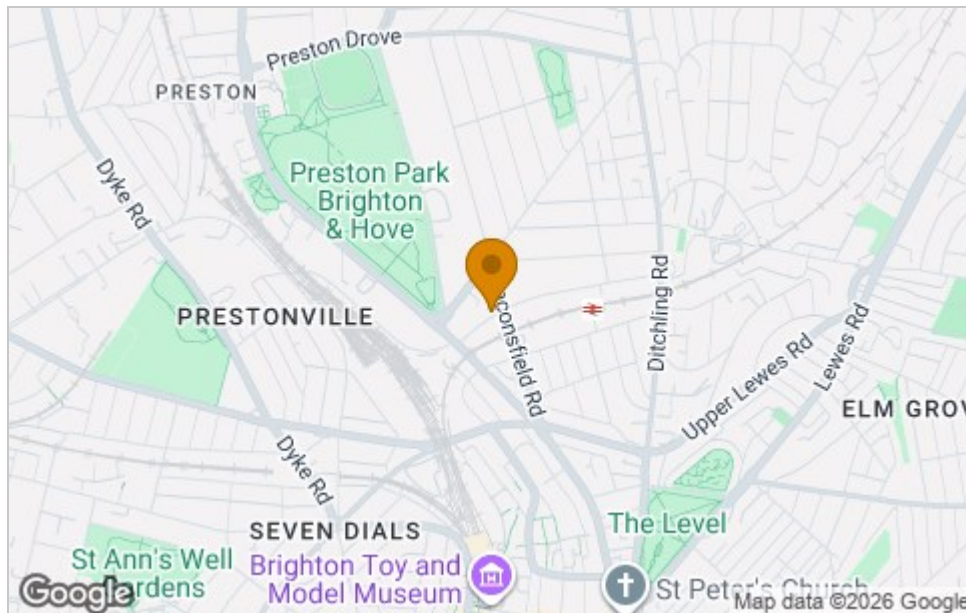 Preston Drove
PRESTON
Dyke Rd
Preston Park
Brighton
& Hove
PRESTONVILLE
Ditchling Rd
Upper Lewes Rd
Lewes Rd
Dyke Rd
SEVEN DIALS
The Level
St Ann's Well
Brighton Toy and
Model Museum
St Peter's Church
Google
Map data ©2026 Google